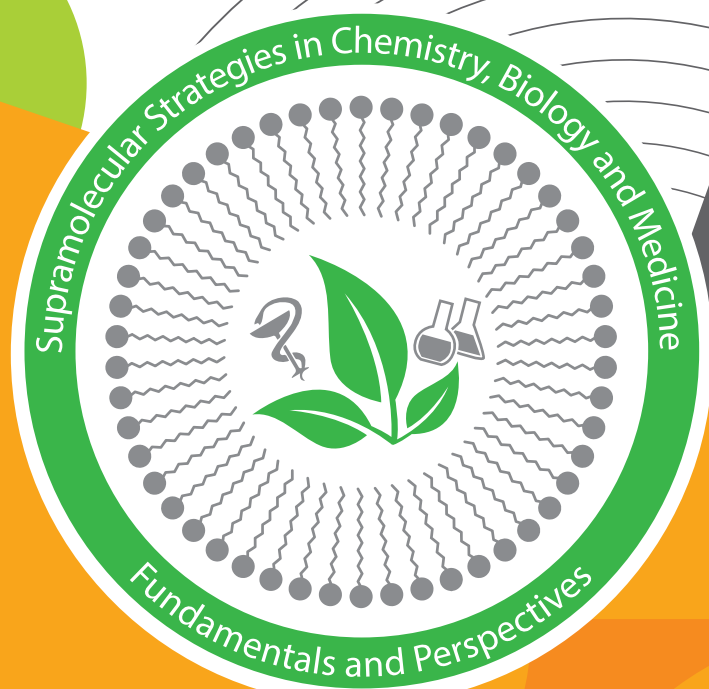 Supramolecular Strategies in Chemistry, Biology and Medicine
Fundamentals and Perspectives